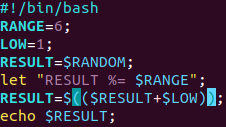 #!/bin/bash
RANGE=6;
LOW=1;
RESULT=$RANDOM;
let "RESULT %= $RANGE";
RESULT=$(($RESULT+$LOW));
echo $RESULT;